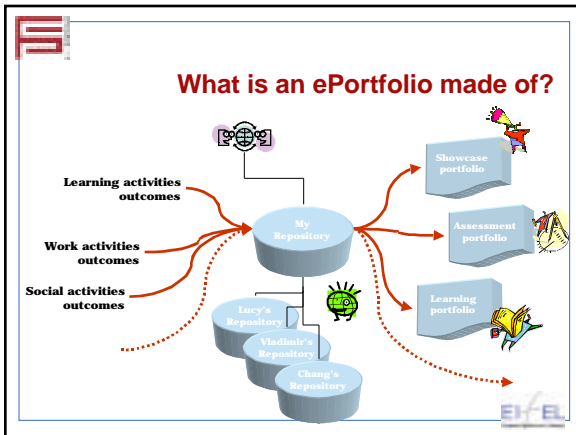 What is an ePortfolio made of?
Learning activities
outcomes
Work activities
outcomes
Social activities
outcomes
My
Repository
Lucy's
Repository
Vladimir's
Repository
Chang's
Repository
Showcase
portfolio
Assessment
portfolio
Learning
portfolio
EIfEL